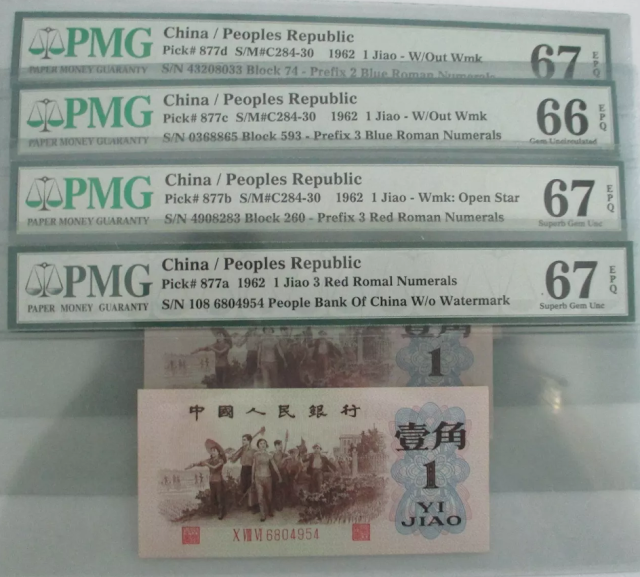 PMG
PAPER MONEY GUARANTY
China / Peoples Republic
Pick# 877d S/M#C284-30 1962 1 Jiao - W/Out Wmk
S/N 43208033 Block 74 - Prefix 2 Blue Roman Numerals
67
EPQ
PMG
PAPER MONEY GUARANTY
China / Peoples Republic
Pick# 877c S/M#C284-30 1962 1 Jiao - W/Out Wmk
S/N 0368865 Block 593 - Prefix 3 Blue Roman Numerals
66
EPQ
Gem Uncirculated
PMG
PAPER MONEY GUARANTY
China / Peoples Republic
Pick# 877b S/M#C284-30 1962 1 Jiao - Wmk: Open Star
S/N 4908283 Block 260 - Prefix 3 Red Roman Numerals
67
EPQ
Superb Gem Unc
PMG
PAPER MONEY GUARANTY
China / Peoples Republic
Pick# 877a 1962 1 Jiao 3 Red Romal Numerals
S/N 108 6804954 People Bank Of China W/o Watermark
67
EPQ
Superb Gem Unc
壹角
1
中國人民銀行
壹角
1
YI
JIAO
X VIII VI 6804954